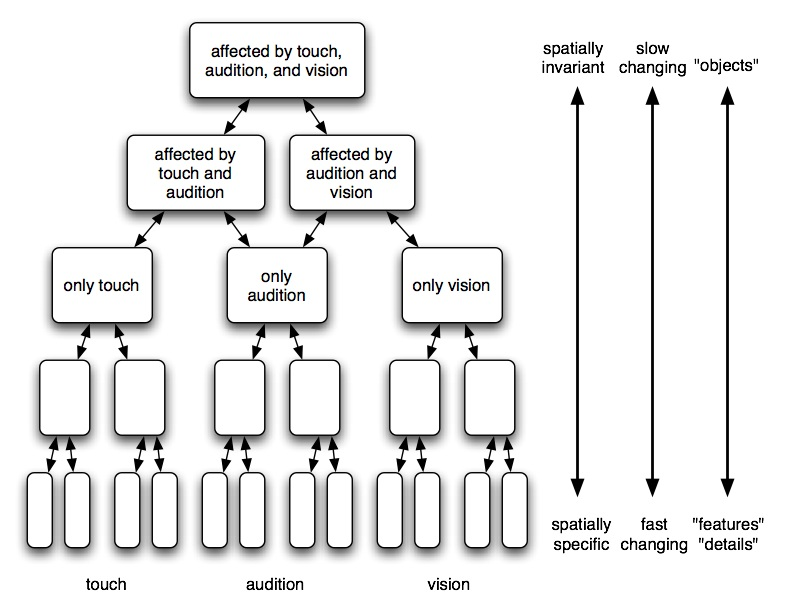 affected by touch,
audition, and vision
spatially
invariant
slow
changing
"objects"
affected by
touch and
audition
affected by
audition and
vision
only touch
only
audition
only vision
spatially
specific
fast
changing
"features"
"details"
touch
audition
vision